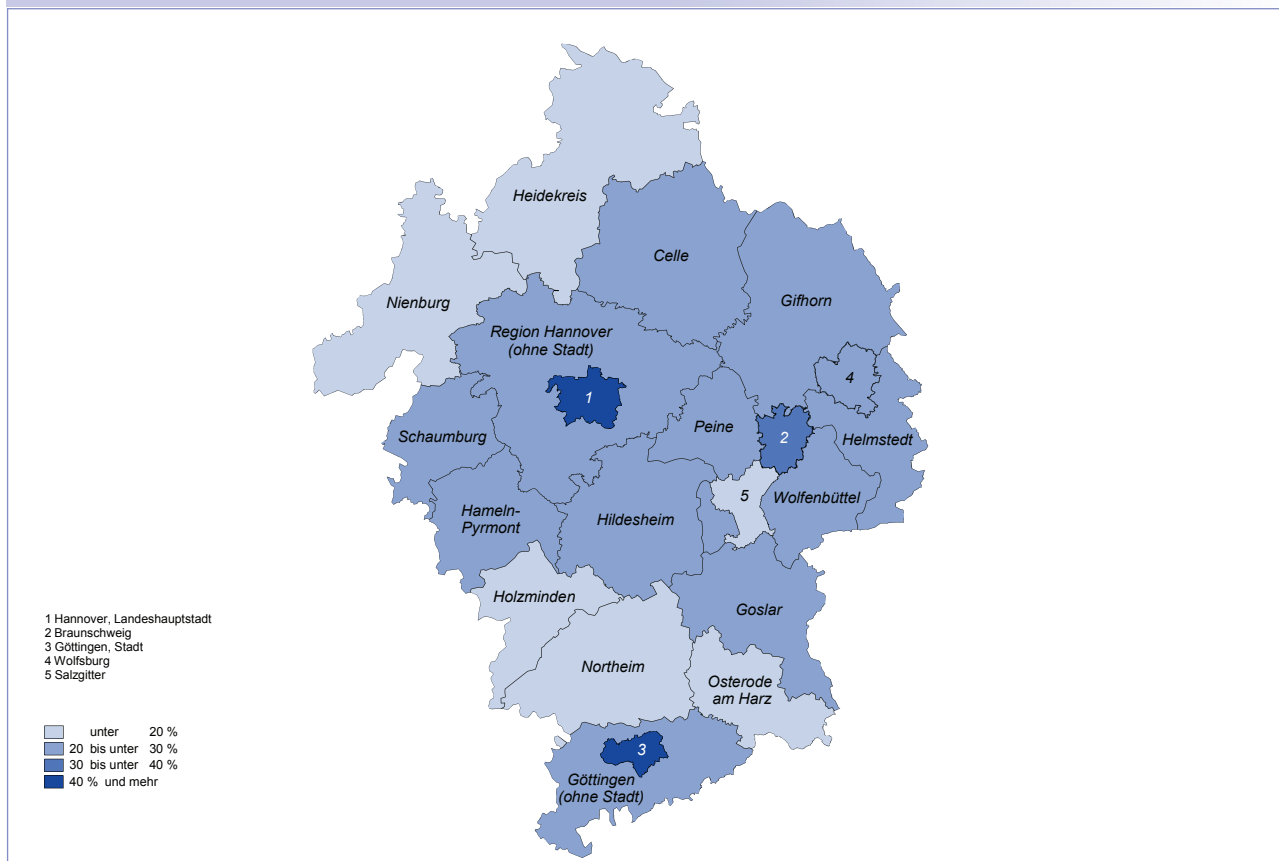 Heidekreis
Celle
Gifhorn
Nienburg
Region Hannover
(ohne Stadt)
4
1
Peine
2
Schaumburg
Helmstedt
5
Wolfenbüttel
Hameln-
Pyrmont
Hildesheim
Holzminden
Goslar
Northeim
Osterode
am Harz
3
Göttingen
(ohne Stadt)
1 Hannover, Landeshauptstadt
2 Braunschweig
3 Göttingen, Stadt
4 Wolfsburg
5 Salzgitter
unter 20 %
20 bis unter 30 %
30 bis unter 40 %
40 % und mehr